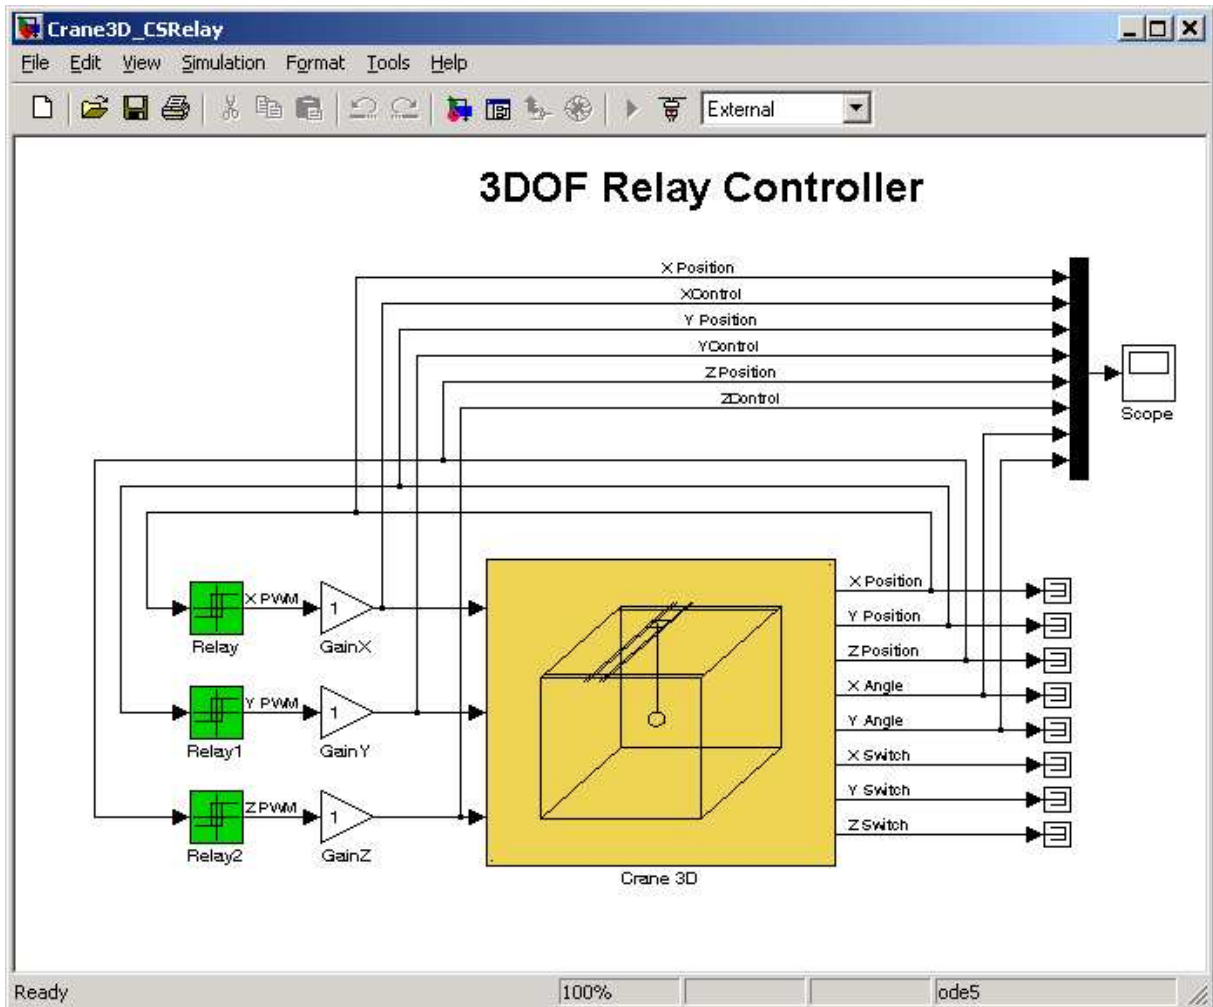 Crane3D_CSRelay
File Edit View Simulation Format Tools Help
External
3DOF Relay Controller
X Position
XControl
Y Position
YControl
Z Position
ZControl
Scope
X PWM
1
Relay
GainX
Y PWM
1
Relay1
GainY
Z PWM
1
Relay2
GainZ
Crane 3D
X Position
Y Position
Z Position
X Angle
Y Angle
X Switch
Y Switch
Z Switch
Ready 100% ode5